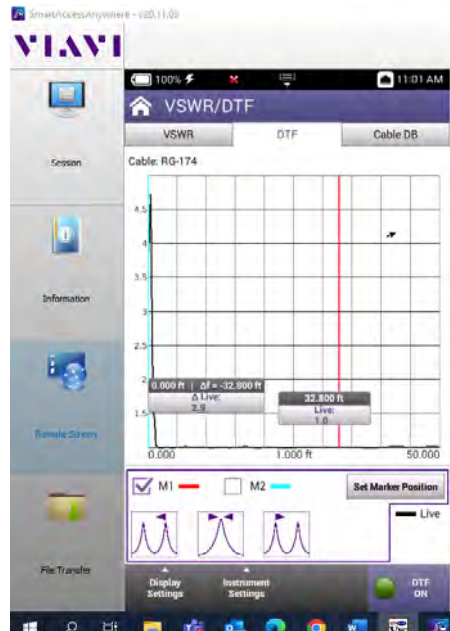 SmartAccessAnywhere - v20.11.03
VIAVI
100%
11:01 AM
VSWR/DTF
VSWR
DTF
Cable DB
Session
Cable: RG-174
4.5
4
3.5
3
2.5
2
1.5
0.000 ft | Δf = -32.800 ft
Δ Live:
2.9
32.800 ft
Live:
1.0
0.000
1.000 ft
50.000
Information
Remote Screen
File Transfer
M1
M2
Set Marker Position
Live
Display
Settings
Instrument
Settings
DTF
ON